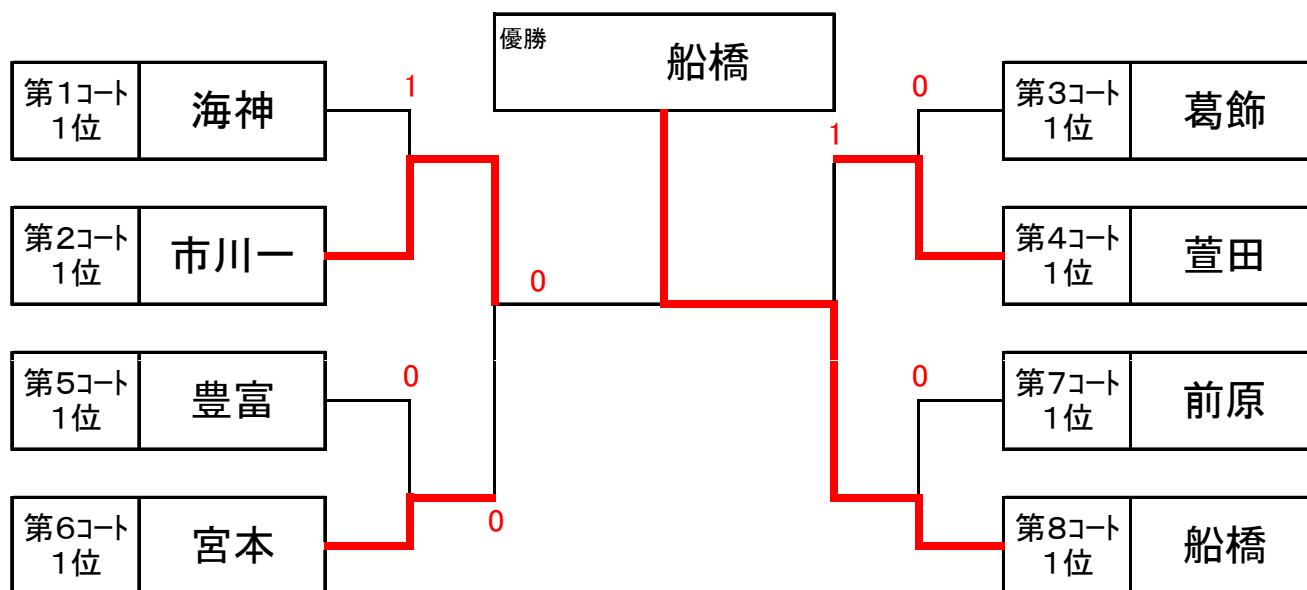 優勝
船橋
第1コート
1位
海神
1
0
第3コート
1位
葛飾
1
第2コート
1位
市川一
0
第4コート
1位
萱田
第5コート
1位
豊富
0
0
第7コート
1位
前原
第6コート
1位
宮本
0
第8コート
1位
船橋